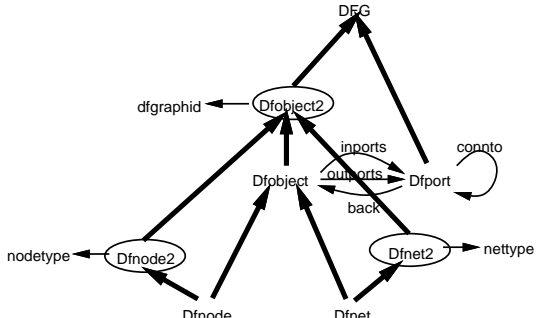 DFG
dfgraphid
Dfobject2
inports
connto
Dfobject
outports
Dfport
back
nodetype
Dfnode2
Dfnet2
nettype
Dfnode
Dfnet